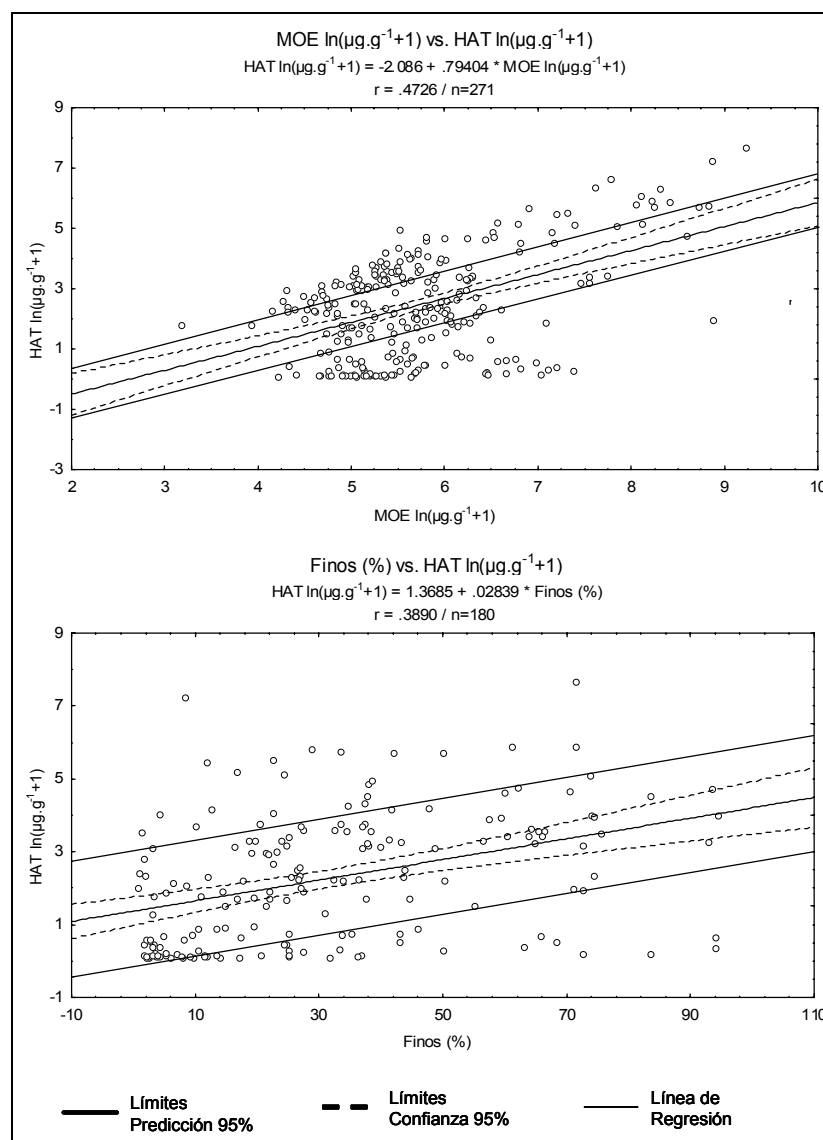 MOE ln(µg.g-1+1) vs. HAT ln(µg.g-1+1)
HAT ln(µg.g-1+1) = -2.086 + .79404 * MOE ln(µg.g-1+1)
r = .4726 / n=271
HAT ln(µg.g-1+1)
9
7
5
3
1
-1
-3
2 3 4 5 6 7 8 9 10
MOE ln(µg.g-1+1)
r
Finos (%) vs. HAT ln(µg.g-1+1)
HAT ln(µg.g-1+1) = 1.3685 + .02839 * Finos (%)
r = .3890 / n=180
HAT ln(µg.g-1+1)
9
7
5
3
1
-1
-10 10 30 50 70 90 110
Finos (%)
Límites Predicción 95%
Límites Confianza 95%
Línea de Regresión